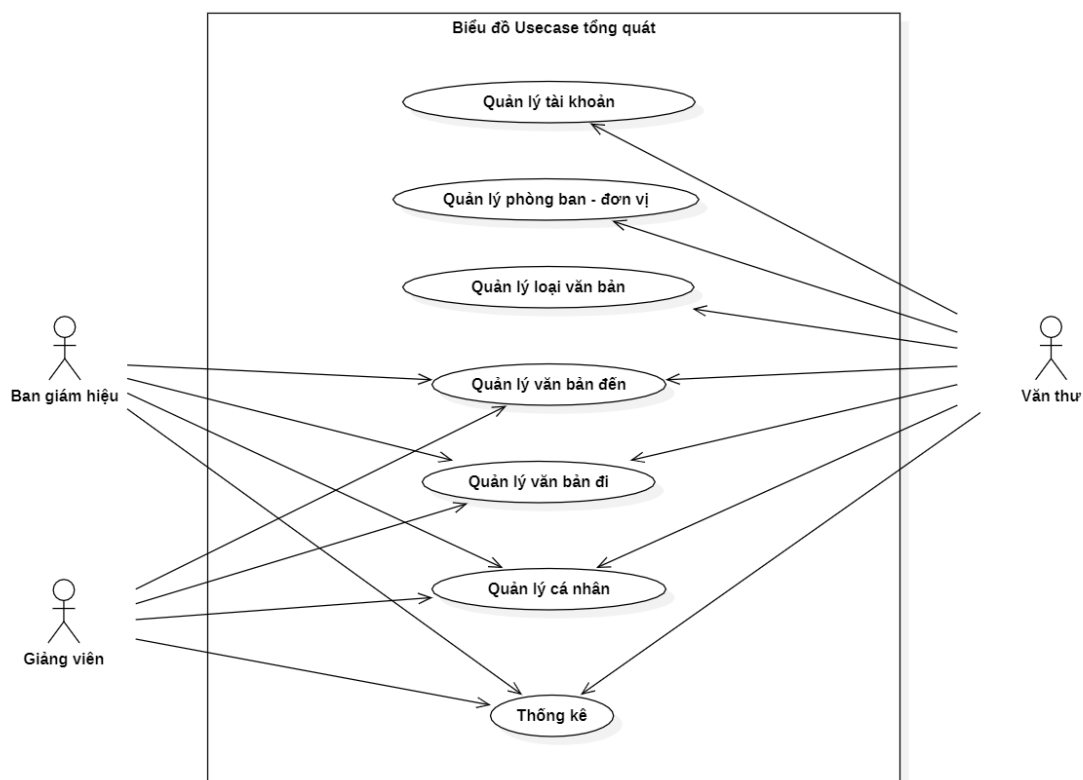 Biểu đồ Usecase tổng quát
Quản lý tài khoản
Quản lý phòng ban - đơn vị
Quản lý loại văn bản
Ban giám hiệu
Quản lý văn bản đến
Văn thư
Quản lý văn bản đi
Quản lý cá nhân
Giảng viên
Thống kê